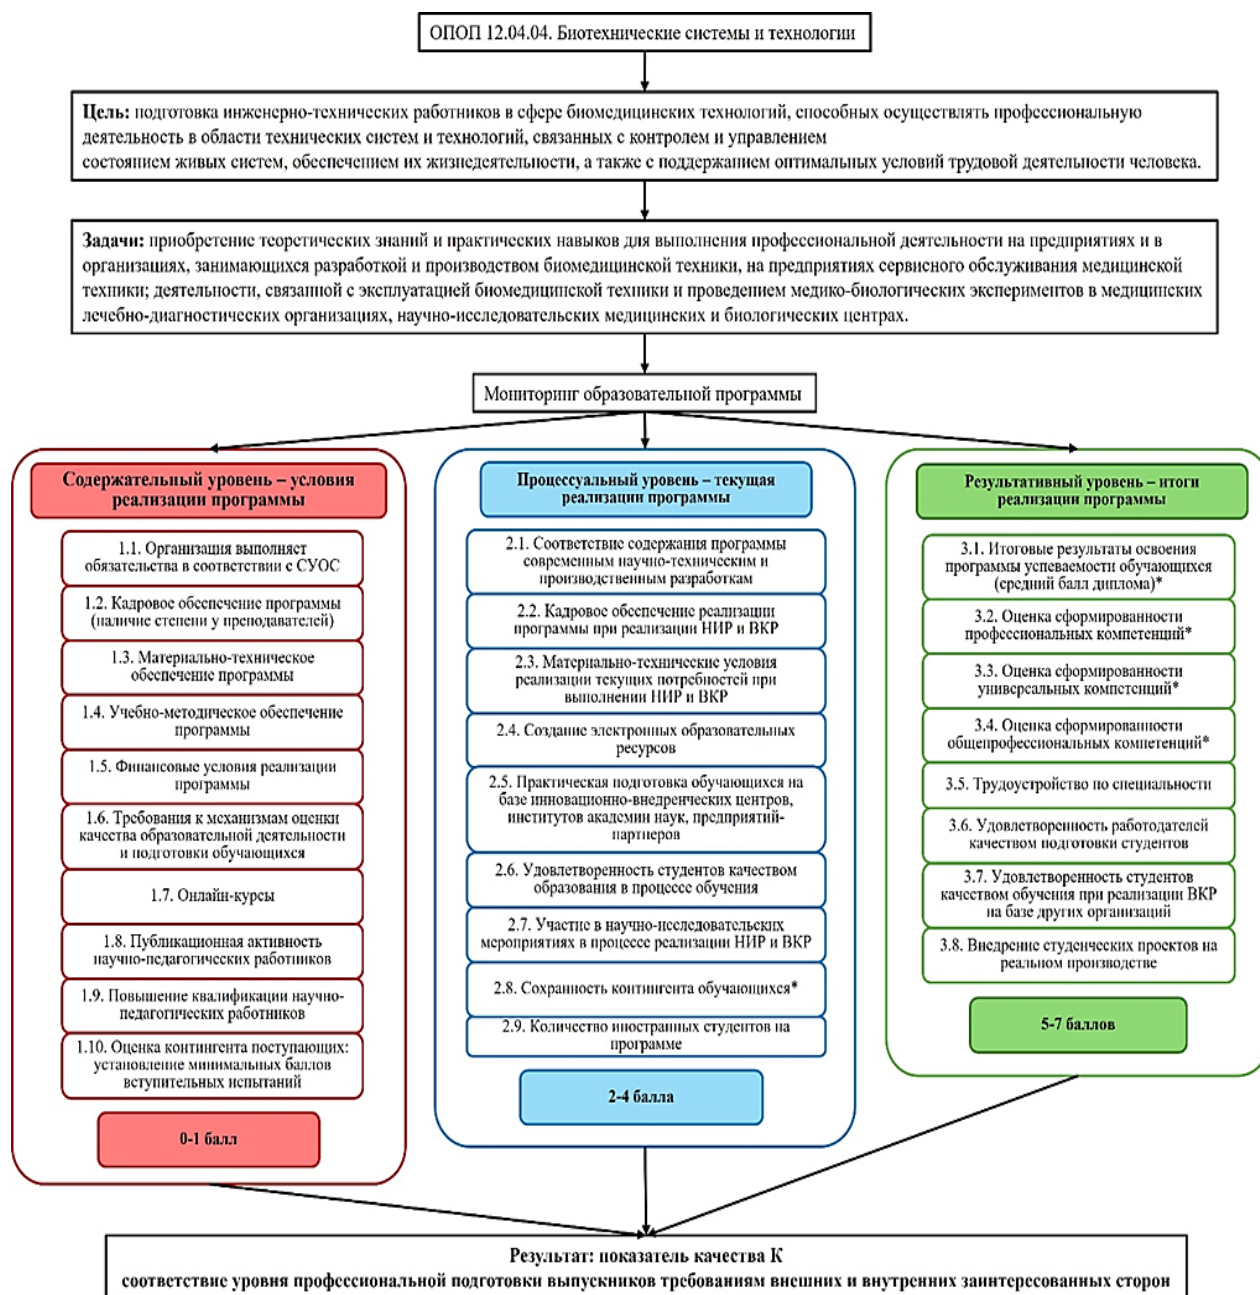 ОПОП 12.04.04. Биотехнические системы и технологии
Цель: подготовка инженерно-технических работников в сфере биомедицинских технологий, способных осуществлять профессиональную
деятельность в области технических систем и технологий, связанных с контролем и управлением
состоянием живых систем, обеспечением их жизнедеятельности, а также с поддержанием оптимальных условий трудовой деятельности человека.
Задачи: приобретение теоретических знаний и практических навыков для выполнения профессиональной деятельности на предприятиях и в
организациях, занимающихся разработкой и производством биомедицинской техники, на предприятиях сервисного обслуживания медицинской
техники; деятельности, связанной с эксплуатацией биомедицинской техники и проведением медико-биологических экспериментов в медицинских
лечебно-диагностических организациях, научно-исследовательских медицинских и биологических центрах.
Мониторинг образовательной программы
Содержательный уровень – условия
реализации программы
1.1. Организация выполняет
обязательства в соответствии с СУОС
1.2. Кадровое обеспечение программы
(наличие степени у преподавателей)
1.3. Материально-техническое
обеспечение программы
1.4. Учебно-методическое обеспечение
программы
1.5. Финансовые условия реализации
программы
1.6. Требования к механизмам оценки
качества образовательной деятельности
и подготовки обучающихся
1.7. Онлайн-курсы
1.8. Публикационная активность
научно-педагогических работников
1.9. Повышение квалификации научно-
педагогических работников
1.10. Оценка контингента поступающих:
установление минимальных баллов
вступительных испытаний
0-1 балл
Процессуальный уровень – текущая
реализации программы
2.1. Соответствие содержания программы
современным научно-техническим и
производственным разработкам
2.2. Кадровое обеспечение реализации
программы при реализации НИР и ВКР
2.3. Материально-технические условия
реализации текущих потребностей при
выполнении НИР и ВКР
2.4. Создание электронных образовательных
ресурсов
2.5. Практическая подготовка обучающихся на
базе инновационно-внедренческих центров,
институтов академии наук, предприятий-
партнеров
2.6. Удовлетворенность студентов качеством
образования в процессе обучения
2.7. Участие в научно-исследовательских
мероприятиях в процессе реализации НИР и ВКР
2.8. Сохранность контингента обучающихся*
2.9. Количество иностранных студентов на
программе
2-4 балла
Результативный уровень – итоги
реализации программы
3.1. Итоговые результаты освоения
программы успеваемости обучающихся
(средний балл диплома)*
3.2. Оценка сформированности
профессиональных компетенций*
3.3. Оценка сформированности
универсальных компетенций*
3.4. Оценка сформированности
общепрофессиональных компетенций*
3.5. Трудоустройство по специальности
3.6. Удовлетворенность работодателей
качеством подготовки студентов
3.7. Удовлетворенность студентов
качеством обучения при реализации ВКР
на базе других организаций
3.8. Внедрение студенческих проектов на
реальном производстве
5-7 баллов
Результат: показатель качества К
соответствие уровня профессиональной подготовки выпускников требованиям внешних и внутренних заинтересованных сторон